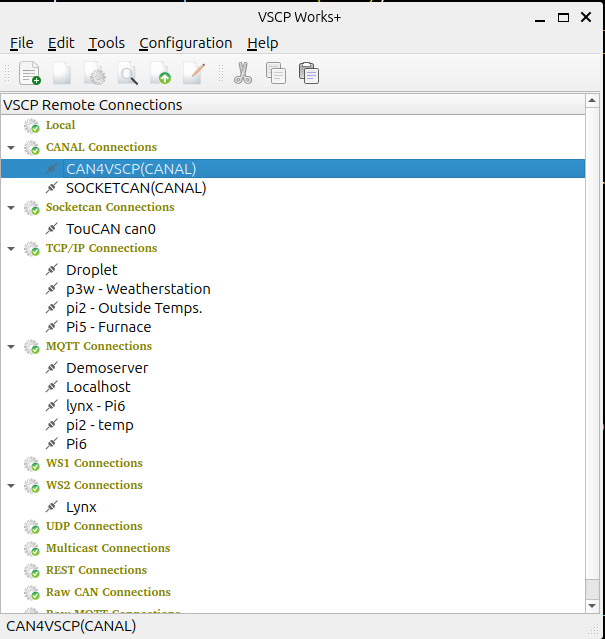 VSCP Works+
File Edit Tools Configuration Help
VSCP Remote Connections
Local
CANAL Connections
CAN4VSCP(CANAL)
SOCKETCAN(CANAL)
Socketcan Connections
TouCAN can0
TCP/IP Connections
Droplet
p3w - Weatherstation
pi2 - Outside Temps.
Pi5 - Furnace
MQTT Connections
Demoserver
Localhost
lynx - Pi6
pi2 - temp
Pi6
WS1 Connections
WS2 Connections
Lynx
UDP Connections
Multicast Connections
REST Connections
Raw CAN Connections
Raw MQTT Connections
CAN4VSCP(CANAL)